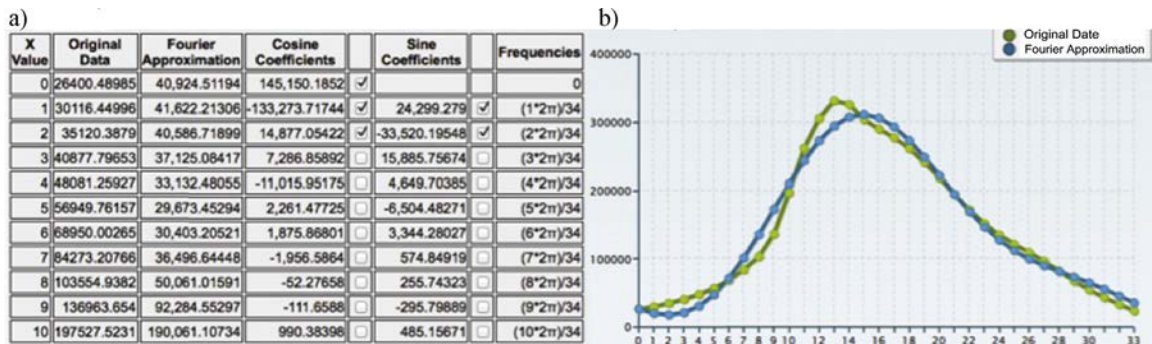 a)
X Value Original Data Fourier Approximation Cosine Coefficients Sine Coefficients Frequencies
0 26400.48985 40,924.51194 145,150.1852 0
1 30116.44996 41,622.21306 -133,273.71744 24,299.279 (1*2π)/34
2 35120.3879 40,586.71899 14,877.05422 -33,520.19548 (2*2π)/34
3 40877.79653 37,125.08417 7,286.85892 15,885.75674 (3*2π)/34
4 48081.25927 33,132.48055 -11,015.95175 4,649.70385 (4*2π)/34
5 56949.76157 29,673.45294 2,261.47725 -6,504.48271 (5*2π)/34
6 68950.00265 30,403.20521 1,875.86801 3,344.28027 (6*2π)/34
7 84273.20766 36,496.64448 -1,956.5864 574.84919 (7*2π)/34
8 103554.9382 50,061.01591 -52.27658 255.74323 (8*2π)/34
9 136963.654 92,284.55297 -111.6588 -295.79889 (9*2π)/34
10 197527.5231 190,061.10734 990.38398 485.15671 (10*2π)/34
b)
Original Date
Fourier Approximation
400000
300000
200000
100000
0
0 1 2 3 4 5 6 7 8 9 10 12 14 16 18 20 22 24 26 28 30 33